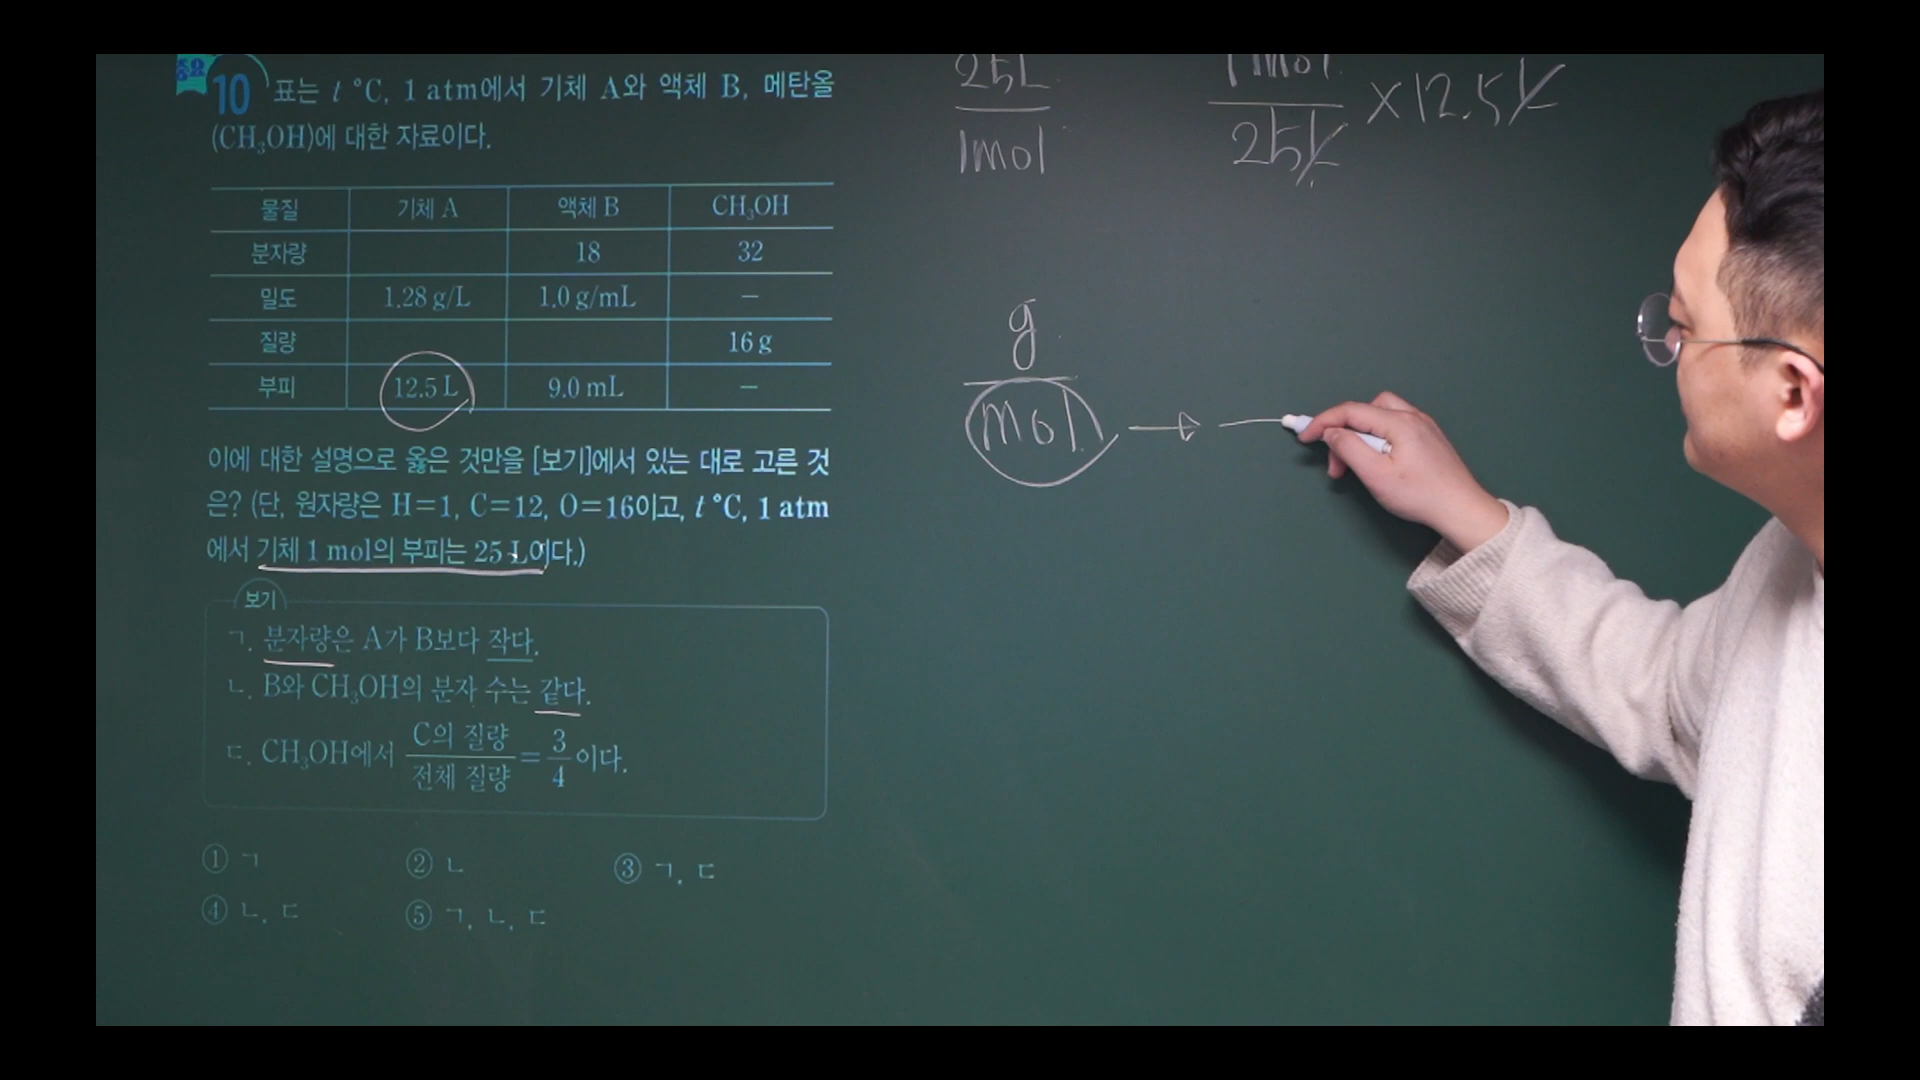 중요
10 표는 t ℃, 1 atm에서 기체 A와 액체 B, 메탄올
(CH₃OH)에 대한 자료이다.
물질 기체 A 액체 B CH₃OH
분자량 18 32
밀도 1.28 g/L 1.0 g/mL –
질량 16 g
부피 12.5 L 9.0 mL –
이에 대한 설명으로 옳은 것만을 [보기]에서 있는 대로 고른 것
은? (단, 원자량은 H=1, C=12, O=16이고, t ℃, 1 atm
에서 기체 1 mol의 부피는 25 L이다.)
보기
ㄱ. 분자량은 A가 B보다 작다.
ㄴ. B와 CH₃OH의 분자 수는 같다.
ㄷ. CH₃OH에서 C의 질량/전체 질량 = 3/4 이다.
① ㄱ ② ㄴ ③ ㄱ, ㄷ
④ ㄴ, ㄷ ⑤ ㄱ, ㄴ, ㄷ
25L
1mol
1mol
25L
×12.5L
g
mol →